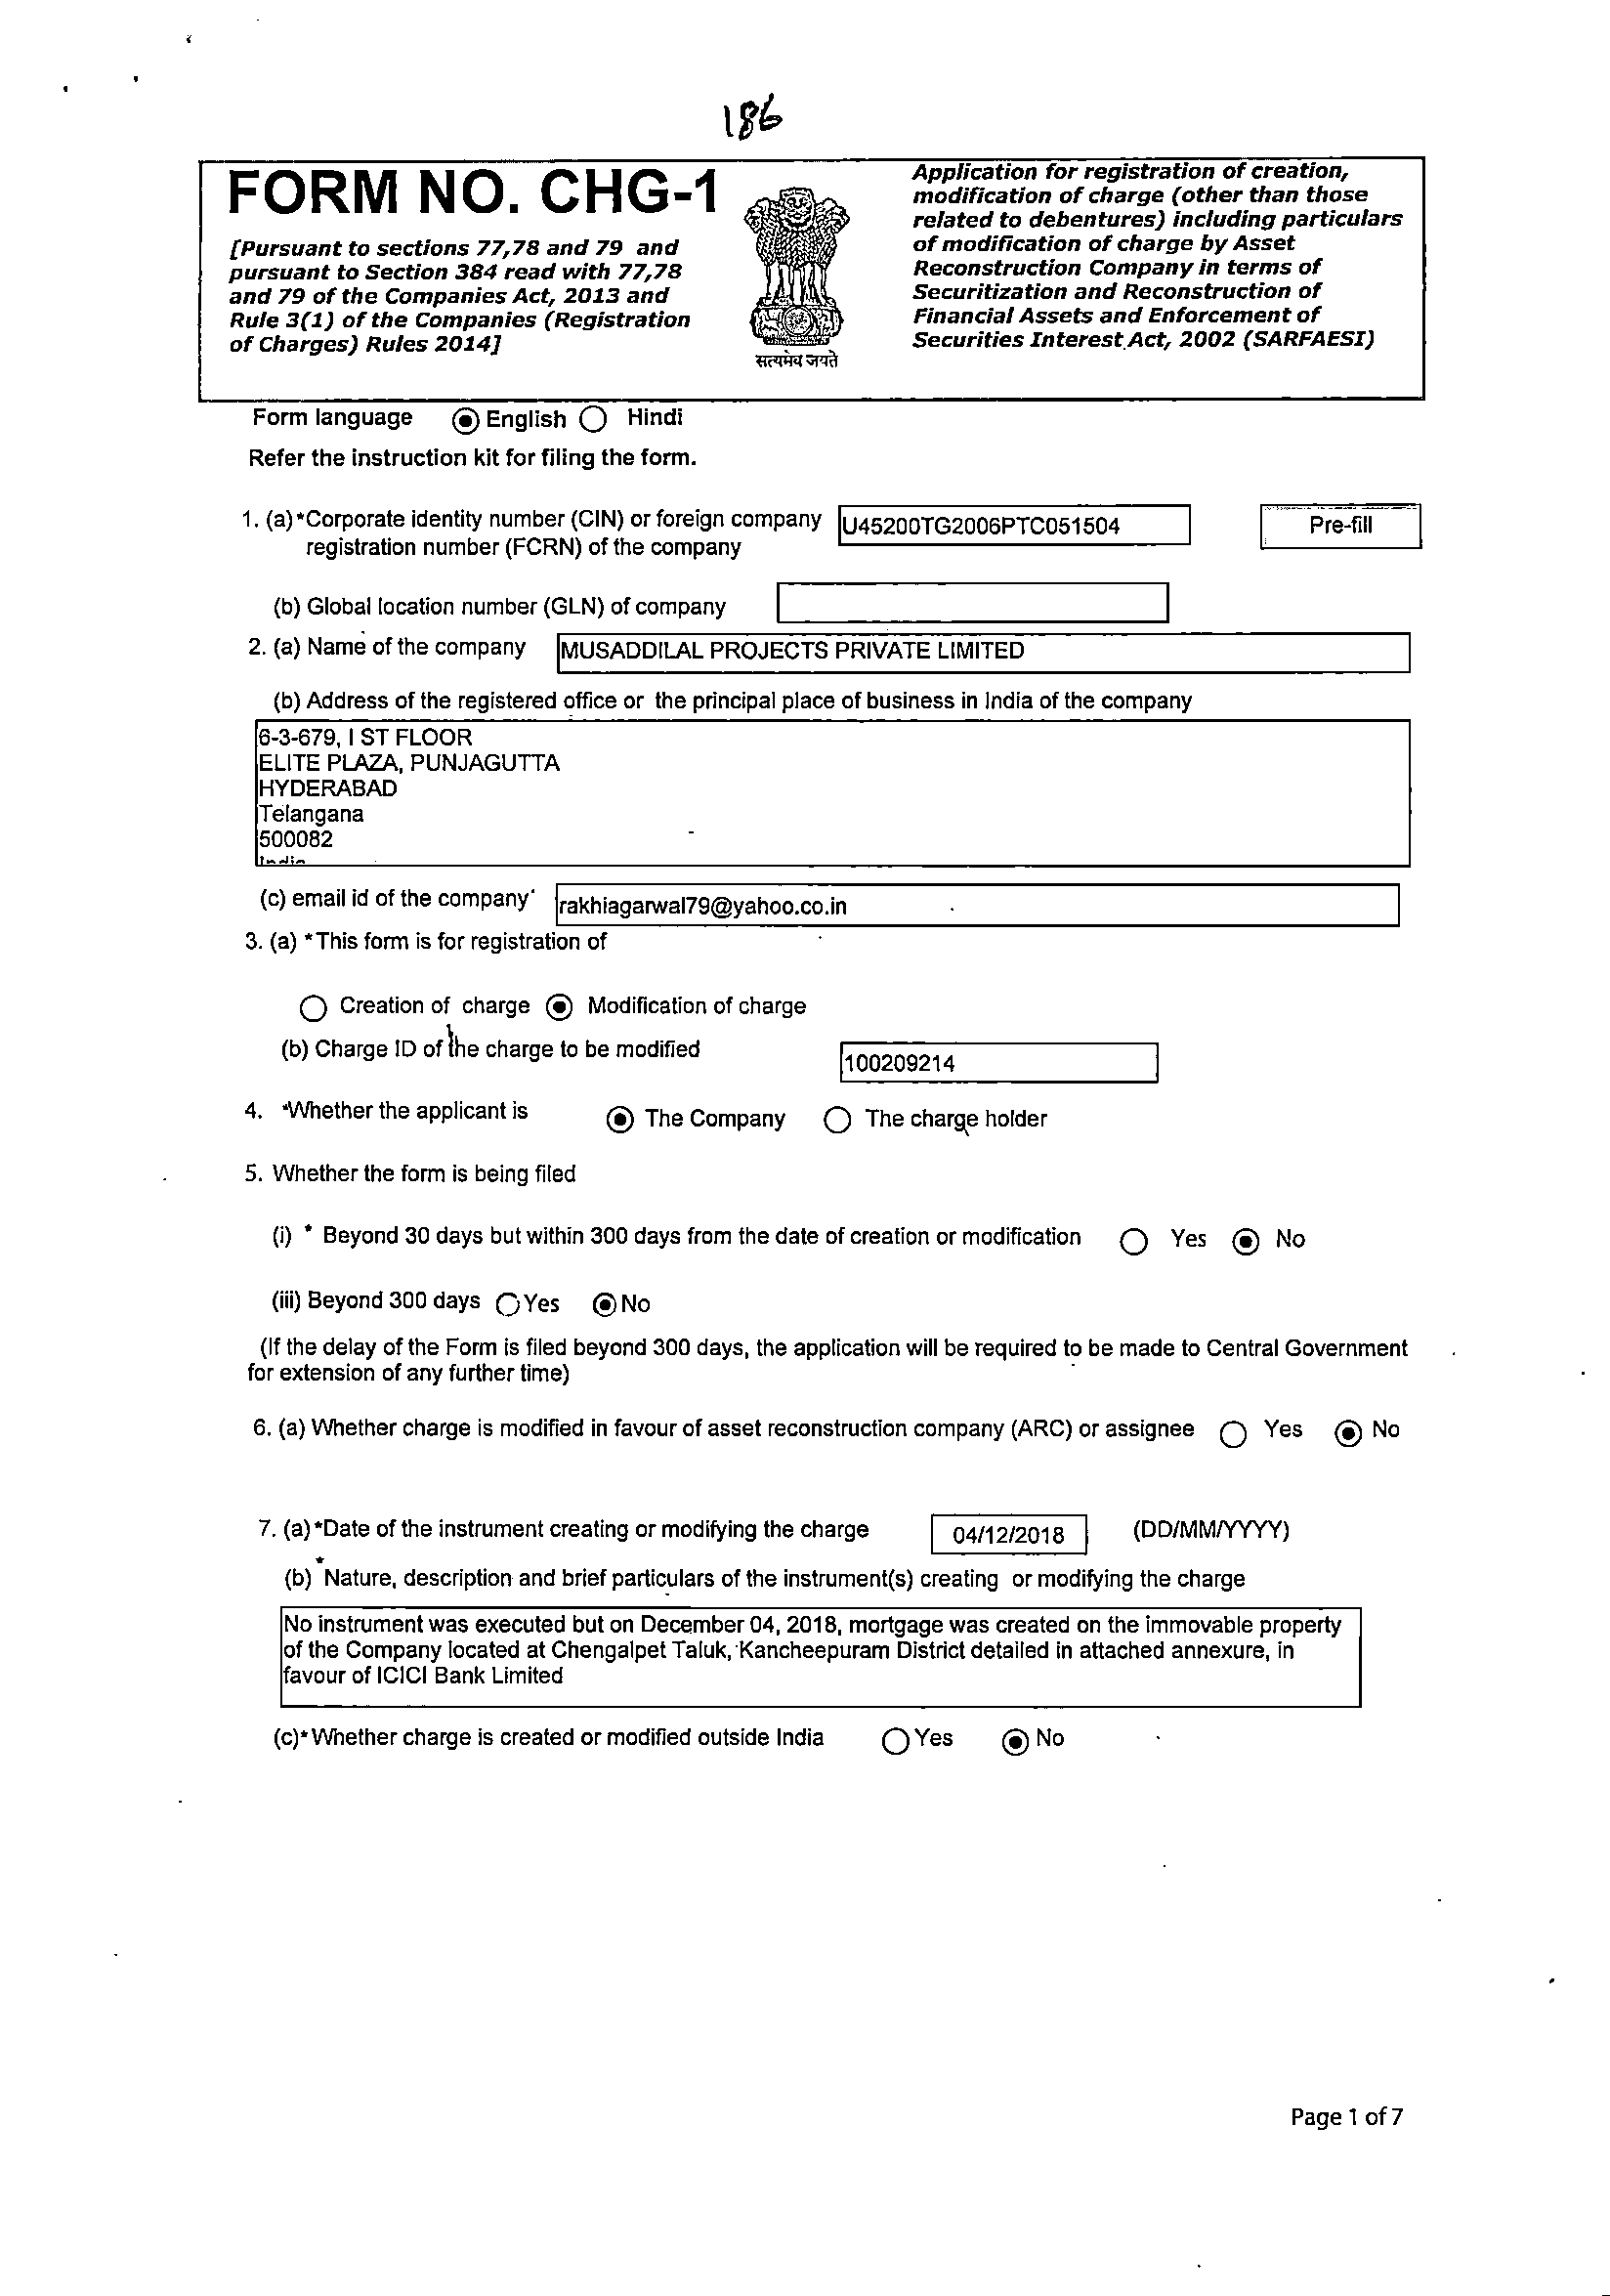 186
FORM NO. CHG-1
[Pursuant to sections 77,78 and 79 and
pursuant to Section 384 read with 77,78
and 79 of the Companies Act, 2013 and
Rule 3(1) of the Companies (Registration
of Charges) Rules 2014]
सत्यमेव जयते
Application for registration of creation,
modification of charge (other than those
related to debentures) including particulars
of modification of charge by Asset
Reconstruction Company in terms of
Securitization and Reconstruction of
Financial Assets and Enforcement of
Securities Interest Act, 2002 (SARFAESI)
Form language English Hindi
Refer the instruction kit for filing the form.
1. (a)*Corporate identity number (CIN) or foreign company U45200TG2006PTC051504 Pre-fill
registration number (FCRN) of the company
(b) Global location number (GLN) of company
2. (a) Name of the company MUSADDILAL PROJECTS PRIVATE LIMITED
(b) Address of the registered office or the principal place of business in India of the company
6-3-679, I ST FLOOR
ELITE PLAZA, PUNJAGUTTA
HYDERABAD
Telangana
500082
India
(c) email id of the company rakhiagarwal79@yahoo.co.in
3. (a) *This form is for registration of
Creation of charge Modification of charge
(b) Charge ID of the charge to be modified 100209214
4. *Whether the applicant is The Company The charge holder
5. Whether the form is being filed
(i) * Beyond 30 days but within 300 days from the date of creation or modification Yes No
(iii) Beyond 300 days Yes No
(If the delay of the Form is filed beyond 300 days, the application will be required to be made to Central Government
for extension of any further time)
6. (a) Whether charge is modified in favour of asset reconstruction company (ARC) or assignee Yes No
7. (a)*Date of the instrument creating or modifying the charge 04/12/2018 (DD/MM/YYYY)
(b) *Nature, description and brief particulars of the instrument(s) creating or modifying the charge
No instrument was executed but on December 04, 2018, mortgage was created on the immovable property
of the Company located at Chengalpet Taluk, Kancheepuram District detailed in attached annexure, in
favour of ICICI Bank Limited
(c)*Whether charge is created or modified outside India Yes No
Page 1 of 7